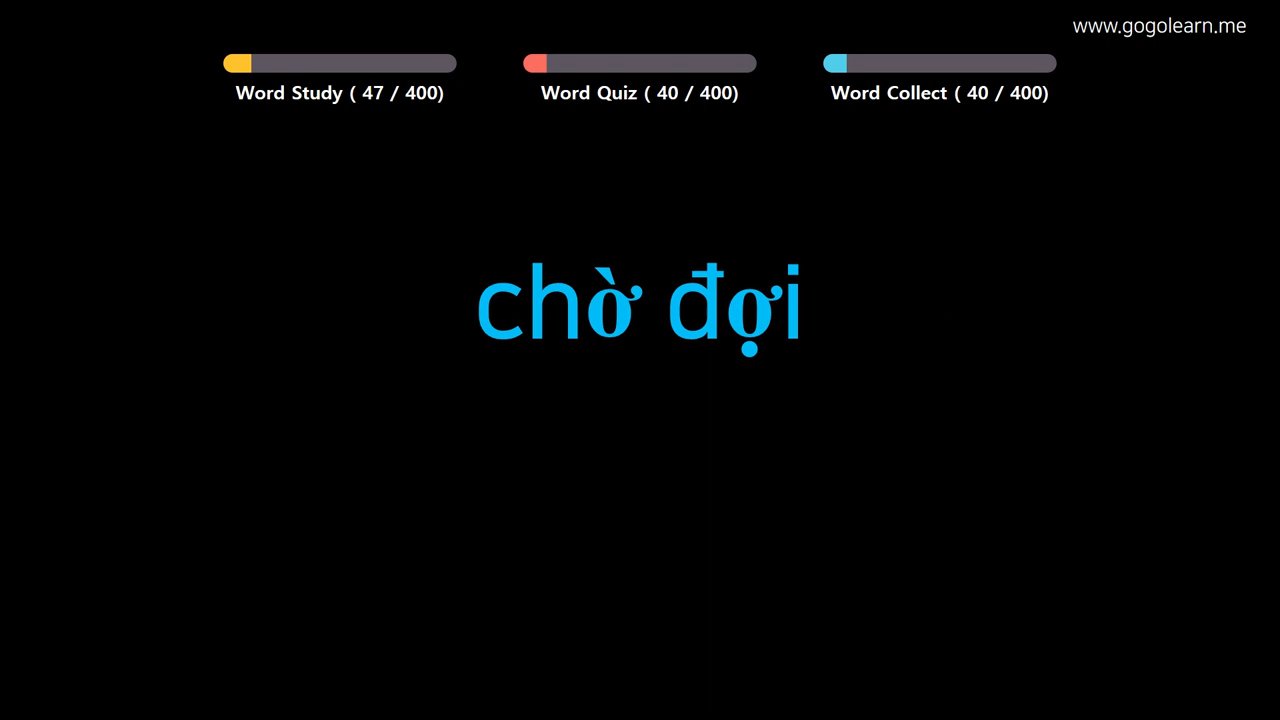 www.gogolearn.me
Word Study ( 47 / 400)
Word Quiz ( 40 / 400)
Word Collect ( 40 / 400)
chờ đợi